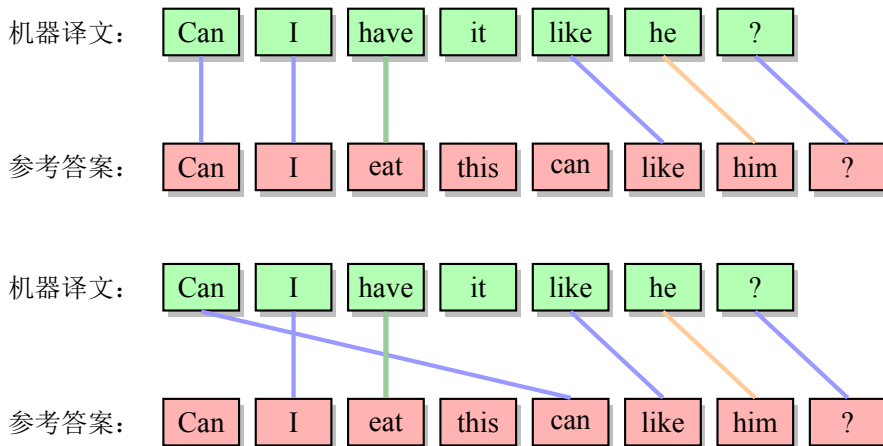 机器译文： Can I have it like he ?
参考答案： Can I eat this can like him ?
机器译文： Can I have it like he ?
参考答案： Can I eat this can like him ?